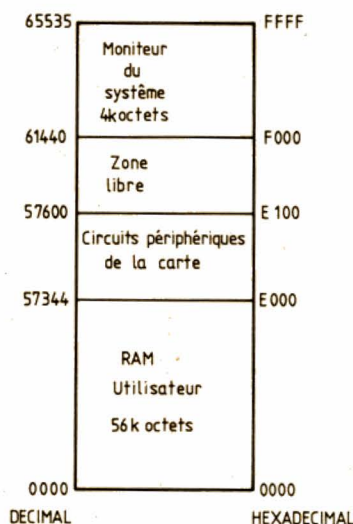 65535 FFFF
Moniteur
du
système
4koctets
61440 F000
Zone
libre
57600 E100
Circuits périphériques
de la carte
57344 E000
RAM
Utilisateur
56k octets
0000 0000
DECIMAL HEXADECIMAL